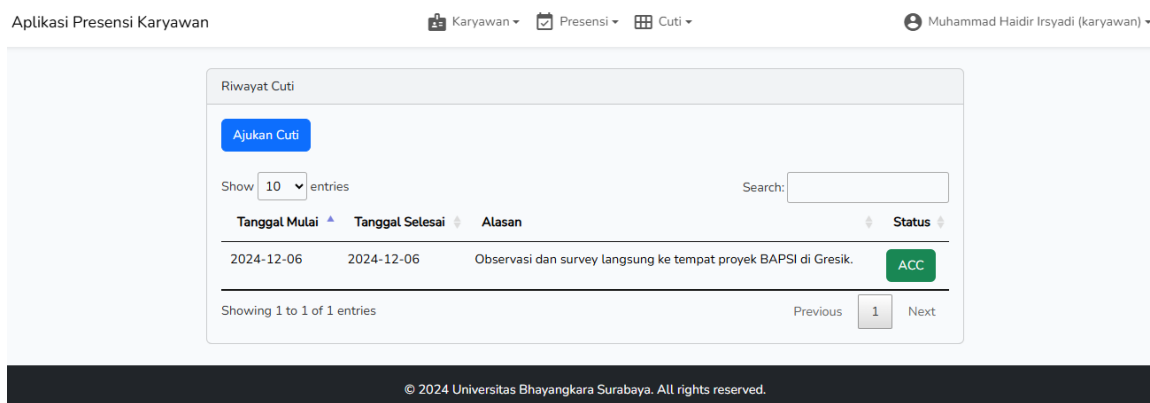 Aplikasi Presensi Karyawan Karyawan Presensi Cuti Muhammad Haidir Irsyadi (karyawan)
Riwayat Cuti
Ajukan Cuti
Show 10 entries Search:
Tanggal Mulai Tanggal Selesai Alasan Status
2024-12-06 2024-12-06 Observasi dan survey langsung ke tempat proyek BAPSI di Gresik. ACC
Showing 1 to 1 of 1 entries Previous 1 Next
© 2024 Universitas Bhayangkara Surabaya. All rights reserved.